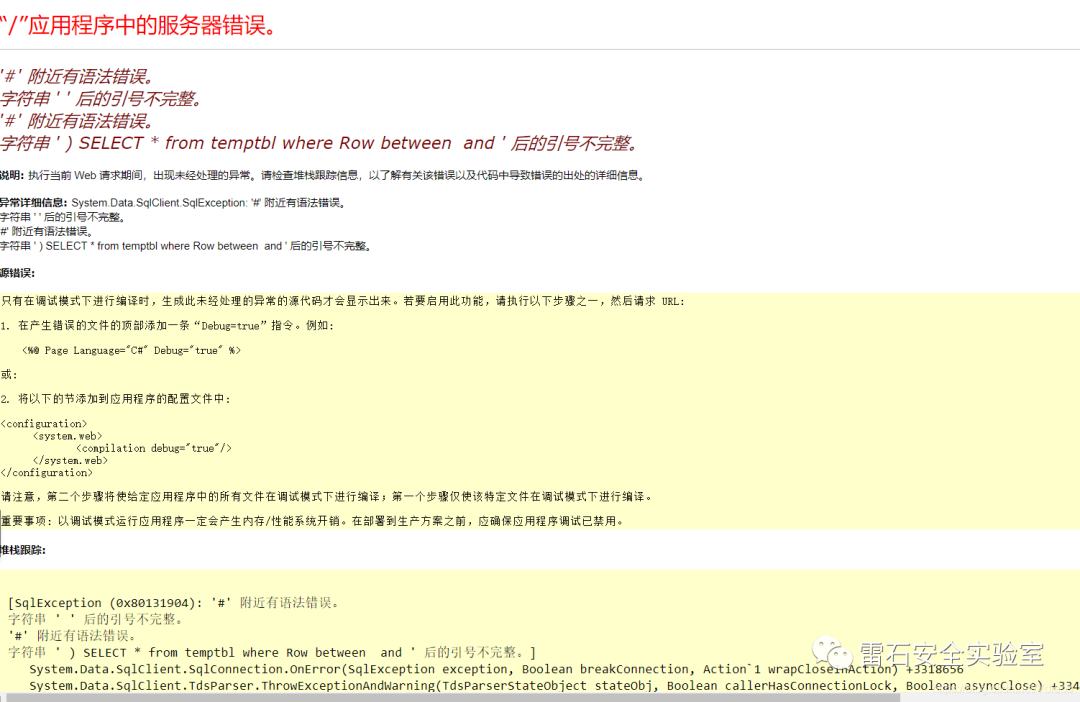 “/”应用程序中的服务器错误。
'#' 附近有语法错误。
字符串 ' ' 后的引号不完整。
'#' 附近有语法错误。
字符串 ' ) SELECT * from temptbl where Row between  and ' 后的引号不完整。
说明: 执行当前 Web 请求期间，出现未经处理的异常。请检查堆栈跟踪信息，以了解有关该错误以及代码中导致错误的出处的详细信息。
异常详细信息: System.Data.SqlClient.SqlException: '#' 附近有语法错误。
字符串 ' ' 后的引号不完整。
#' 附近有语法错误。
字符串 ' ) SELECT * from temptbl where Row between  and ' 后的引号不完整。
源错误:
只有在调试模式下进行编译时，生成此未经处理的异常的源代码才会显示出来。若要启用此功能，请执行以下步骤之一，然后请求 URL:
1. 在产生错误的文件的顶部添加一条“Debug=true”指令。例如:
<%@ Page Language="C#" Debug="true" %>
或:
2. 将以下的节添加到应用程序的配置文件中:
<configuration>
<system.web>
<compilation debug="true"/>
</system.web>
</configuration>
请注意，第二个步骤将使给定应用程序中的所有文件在调试模式下进行编译；第一个步骤仅使该特定文件在调试模式下进行编译。
重要事项: 以调试模式运行应用程序一定会产生内存/性能系统开销。在部署到生产方案之前，应确保应用程序调试已禁用。
堆栈跟踪:
[SqlException (0x80131904): '#' 附近有语法错误。
字符串 ' ' 后的引号不完整。
'#' 附近有语法错误。
字符串 ' ) SELECT * from temptbl where Row between  and ' 后的引号不完整。]
System.Data.SqlClient.SqlConnection.OnError(SqlException exception, Boolean breakConnection, Action`1 wrapCloseInAction) +3318656
System.Data.SqlClient.TdsParser.ThrowExceptionAndWarning(TdsParserStateObject stateObj, Boolean callerHasConnectionLock, Boolean asyncClose) +334
雷石安全实验室